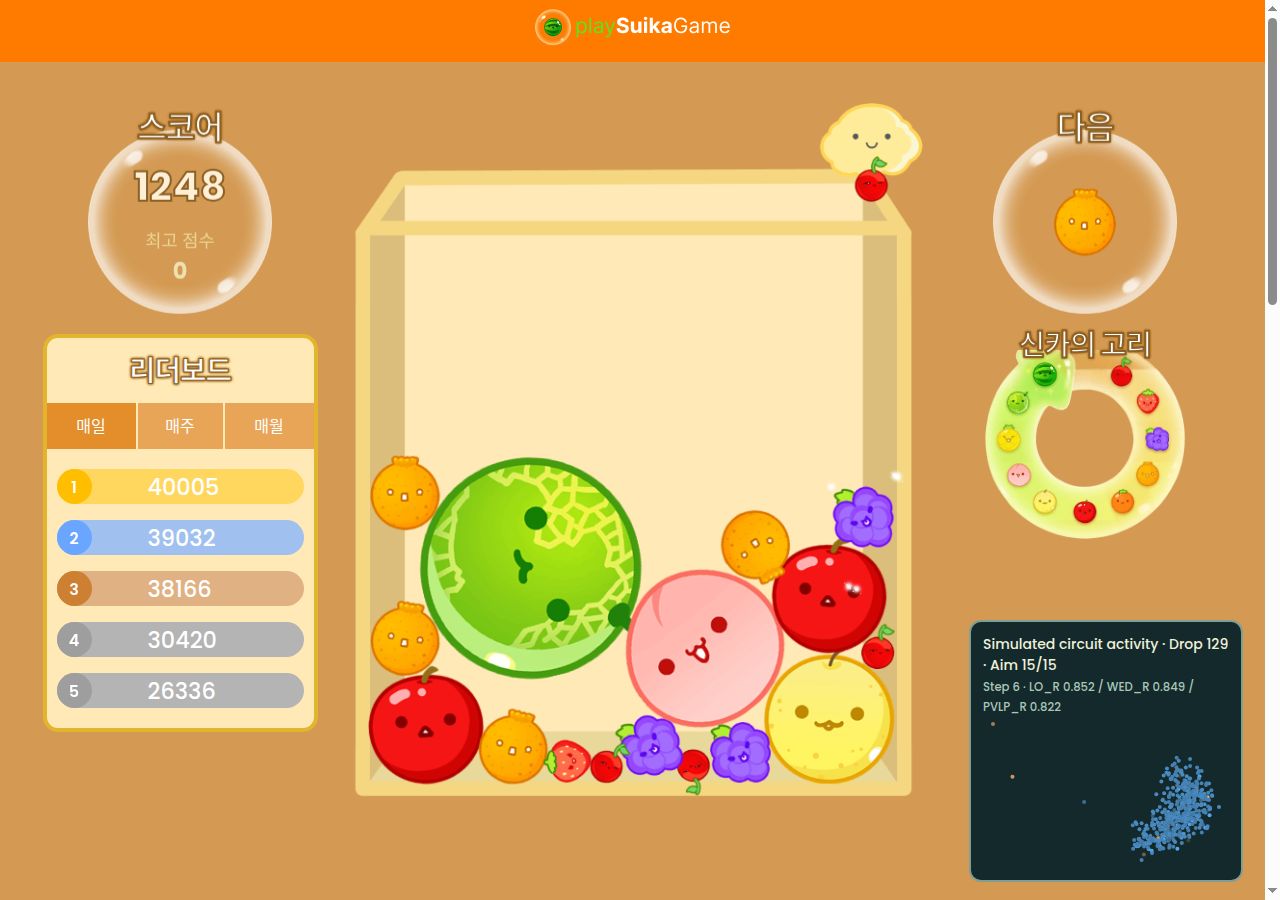 playSuikaGame
스코어
1248
최고 점수
0
리더보드
매일 매주 매월
1 40005
2 39032
3 38166
4 30420
5 26336
다음
신카의 고리
Simulated circuit activity · Drop 129
· Aim 15/15
Step 6 · LO_R 0.852 / WED_R 0.849 /
PVLP_R 0.822